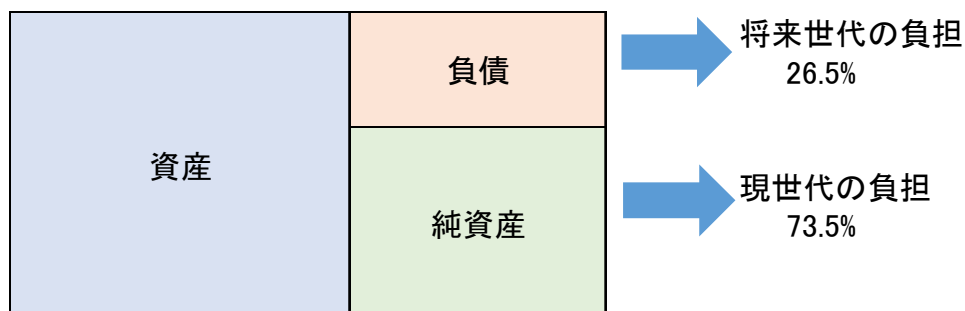 資産
負債
純資産
将来世代の負担
26.5%
現世代の負担
73.5%